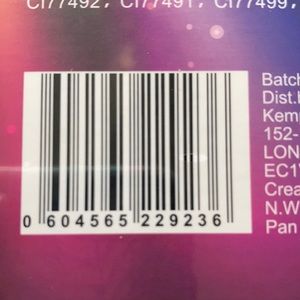 CI77492, CI77491, CI77499,
Batch
Dist.
Kemp
152-
LON
EC1
Crea
N.W
Pan
0 604565 229236